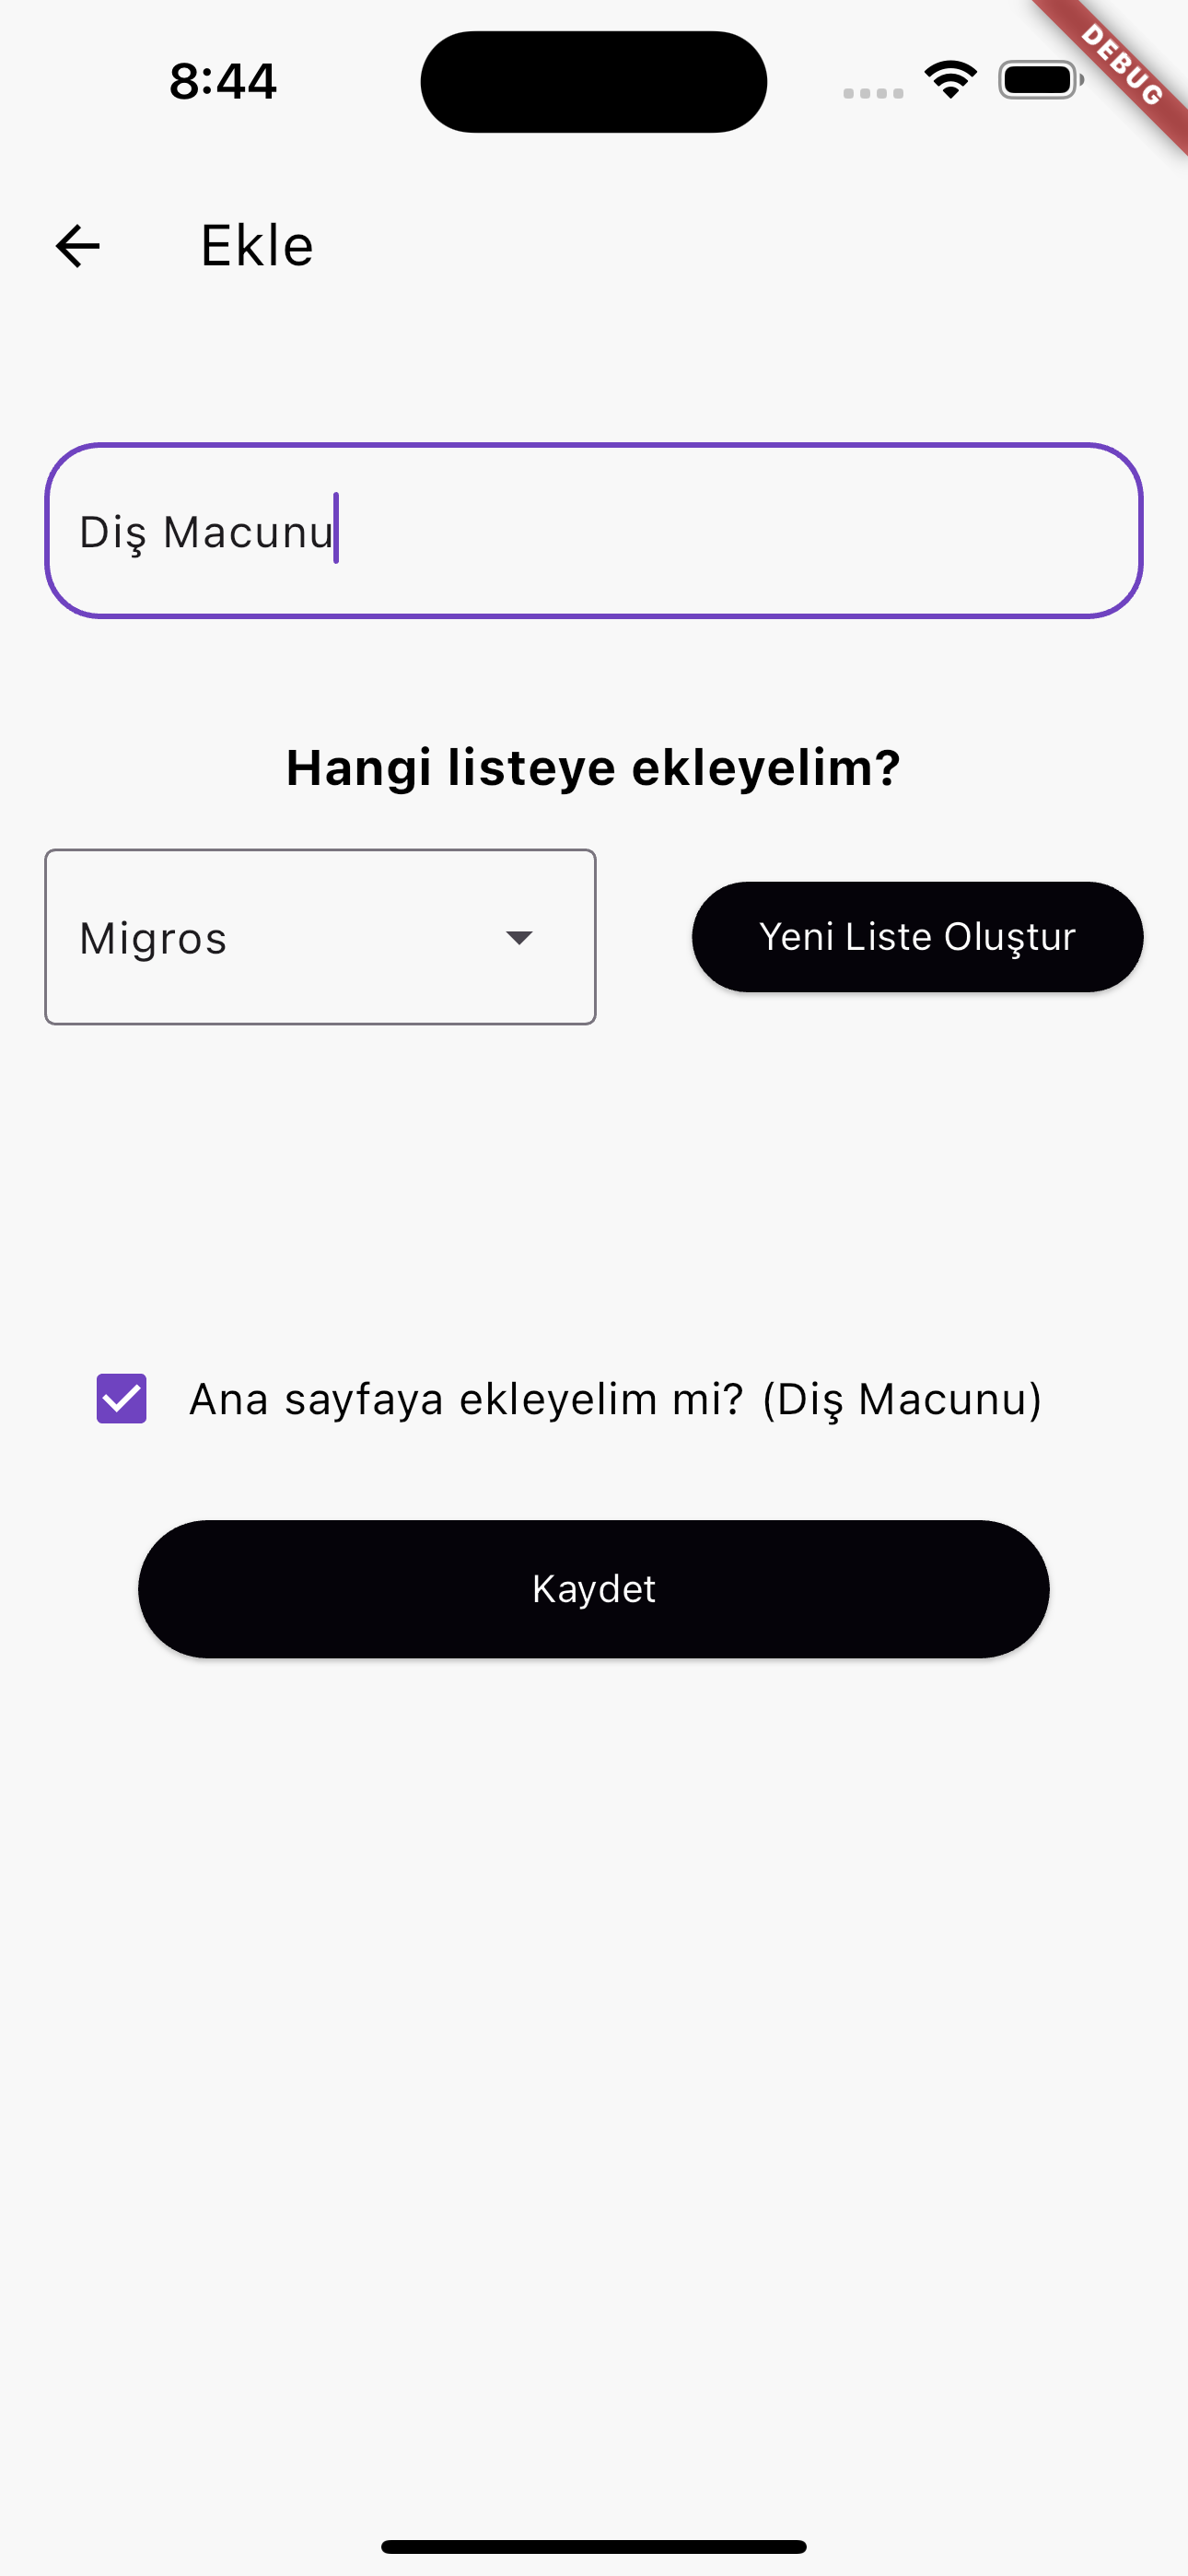 8:44
DEBUG
Ekle
Diş Macunu
Hangi listeye ekleyelim?
Migros
Yeni Liste Oluştur
Ana sayfaya ekleyelim mi? (Diş Macunu)
Kaydet